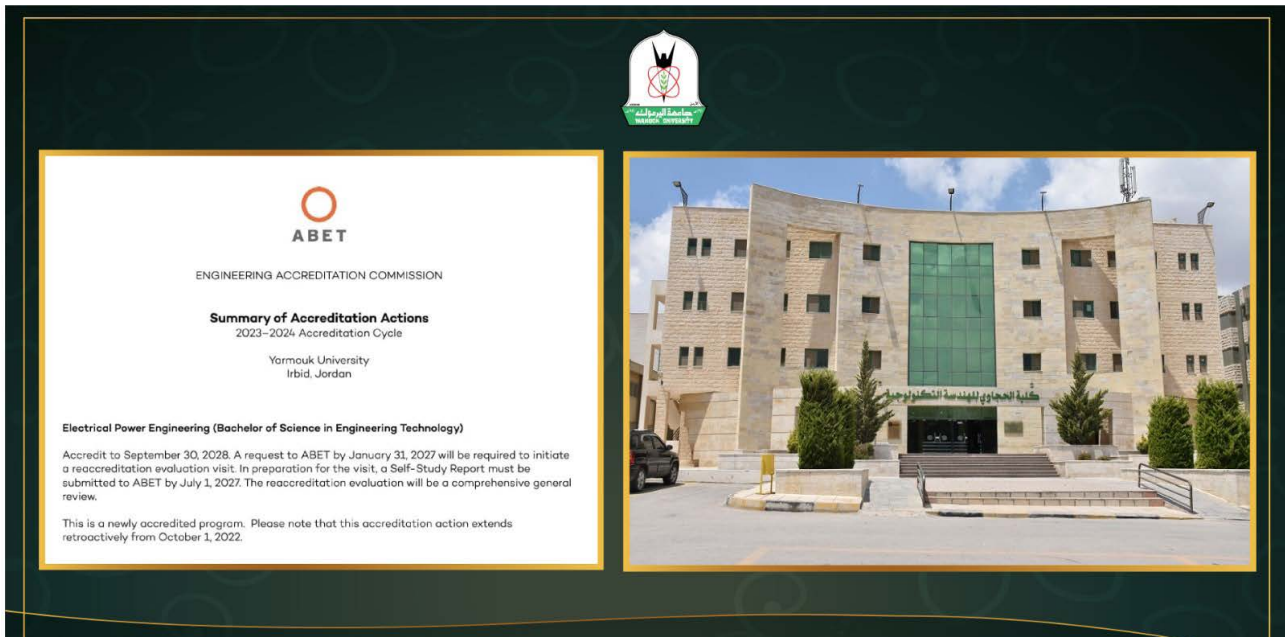 جامعة اليرموك
YARMOUK UNIVERSITY
ABET
ENGINEERING ACCREDITATION COMMISSION
Summary of Accreditation Actions
2023–2024 Accreditation Cycle
Yarmouk University
Irbid, Jordan
Electrical Power Engineering (Bachelor of Science in Engineering Technology)
Accredit to September 30, 2028. A request to ABET by January 31, 2027 will be required to initiate
a reaccreditation evaluation visit. In preparation for the visit, a Self-Study Report must be
submitted to ABET by July 1, 2027. The reaccreditation evaluation will be a comprehensive general
review.
This is a newly accredited program. Please note that this accreditation action extends
retroactively from October 1, 2022.
كلية الحجاوي للهندسة التكنولوجية